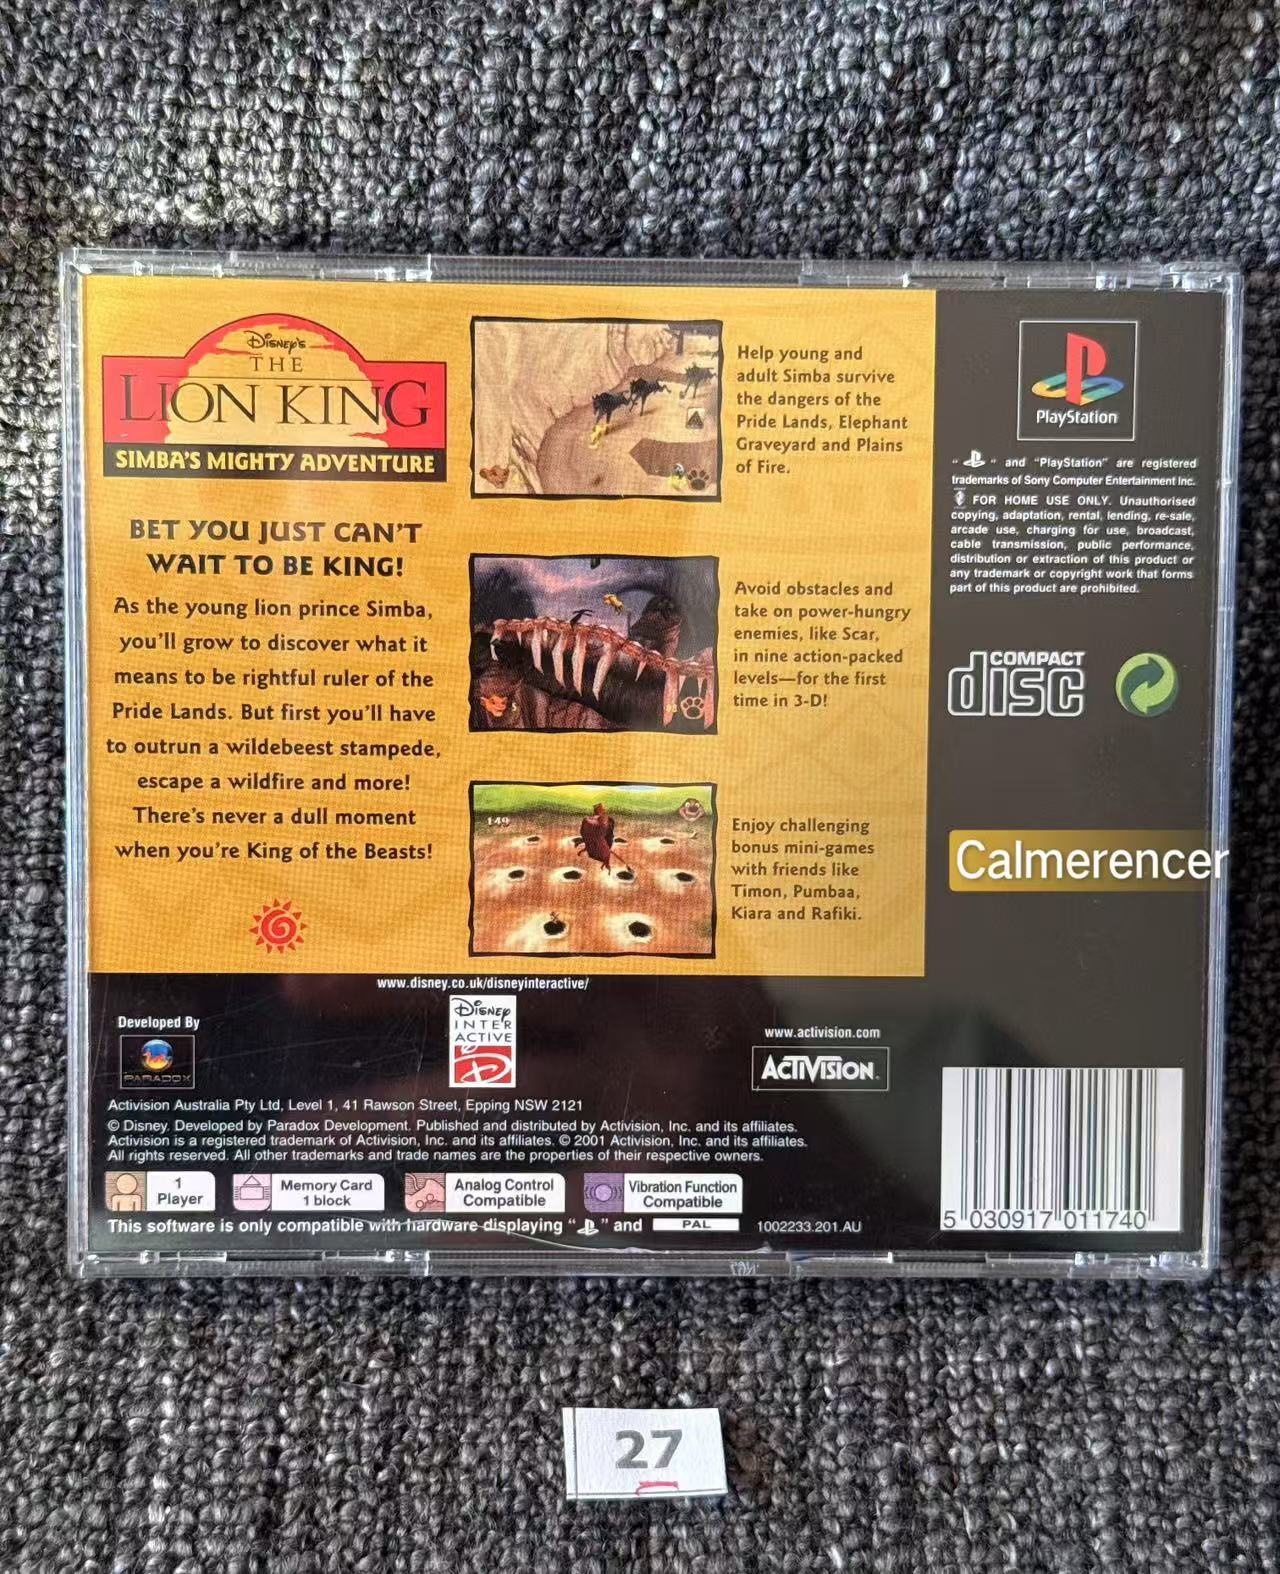 Disney's
THE
LION KING
SIMBA'S MIGHTY ADVENTURE
BET YOU JUST CAN'T
WAIT TO BE KING!
As the young lion prince Simba,
you'll grow to discover what it
means to be rightful ruler of the
Pride Lands. But first you'll have
to outrun a wildebeest stampede,
escape a wildfire and more!
There's never a dull moment
when you're King of the Beasts!
Help young and
adult Simba survive
the dangers of the
Pride Lands, Elephant
Graveyard and Plains
of Fire.
Avoid obstacles and
take on power-hungry
enemies, like Scar,
in nine action-packed
levels—for the first
time in 3-D!
149
Enjoy challenging
bonus mini-games
with friends like
Timon, Pumbaa,
Kiara and Rafiki.
PlayStation
" " and "PlayStation" are registered
trademarks of Sony Computer Entertainment Inc.
FOR HOME USE ONLY. Unauthorised
copying, adaptation, rental, lending, re-sale,
arcade use, charging for use, broadcast,
cable transmission, public performance,
distribution or extraction of this product or
any trademark or copyright work that forms
part of this product are prohibited.
COMPACT
disc
Calmerencer
www.disney.co.uk/disneyinteractive/
Developed By
PARADOX
Disney
INTER
ACTIVE
www.activision.com
ACTIVISION.
Activision Australia Pty Ltd, Level 1, 41 Rawson Street, Epping NSW 2121
© Disney. Developed by Paradox Development. Published and distributed by Activision, Inc. and its affiliates.
Activision is a registered trademark of Activision, Inc. and its affiliates. © 2001 Activision, Inc. and its affiliates.
All rights reserved. All other trademarks and trade names are the properties of their respective owners.
1
Player
Memory Card
1 block
Analog Control
Compatible
Vibration Function
Compatible
This software is only compatible with hardware displaying " " and PAL
1002233.201.AU
5 030917 011740
27